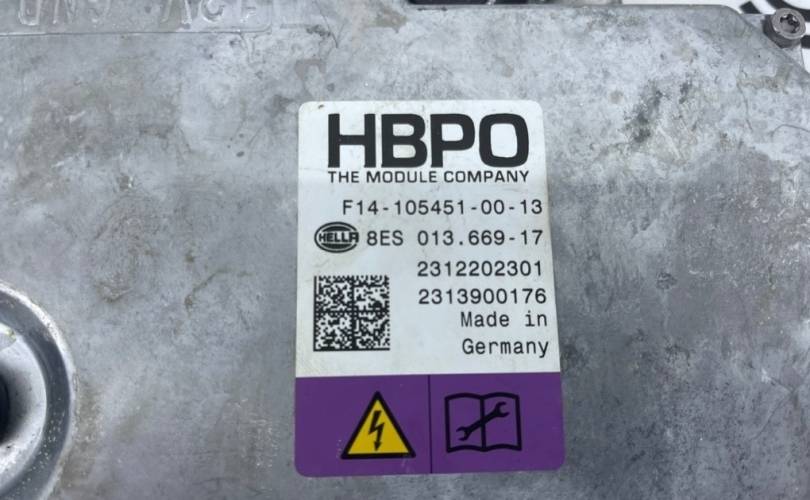 HBPO
THE MODULE COMPANY
F14-105451-00-13
HELLA 8ES 013.669-17
2312202301
2313900176
Made in
Germany